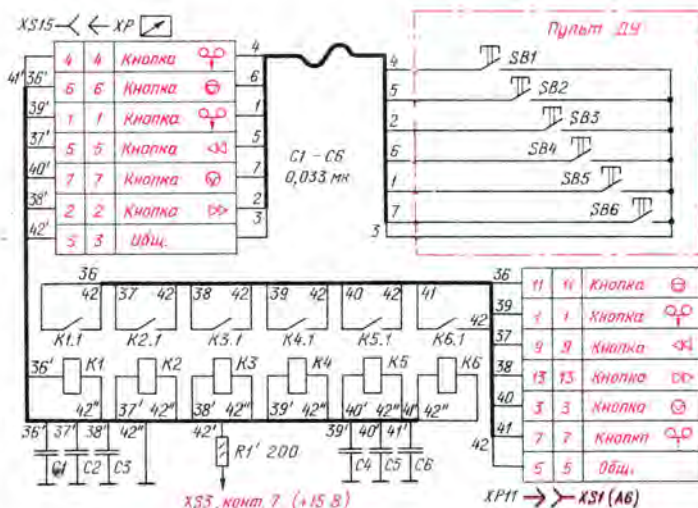 XS15 XP
Пульт ДУ
4 4 Кнопка 4
41' 36' 6 6 Кнопка 6
39' 1 1 Кнопка 1
37' 5 5 Кнопка 5
40' 7 7 Кнопка 7
38' 2 2 Кнопка 2
42' 5 3 Общ. 3
C1 – C6
0,033 мк
4 SB1
5 SB2
2 SB3
6 SB4
1 SB5
7 SB6
3
36 42 37 42 38 42 39 42 40 42 41 42
K1.1 K2.1 K3.1 K4.1 K5.1 K6.1
36' K1 K2 K3 K4 K5 K6
42" 37' 42" 38' 42" 39' 42" 40' 42" 41' 42"
36' 37' 38' 42" 42' 39' 40' 41'
C1 C2 C3 R1' 200 C4 C5 C6
XS3, конт. 7 (+15 В)
36 11 11 Кнопка
39 1 1 Кнопка
37 9 9 Кнопка
38 13 13 Кнопка
40 3 3 Кнопка
41 7 7 Кнопка
42 5 5 Общ.
XP11 XS1 (A6)